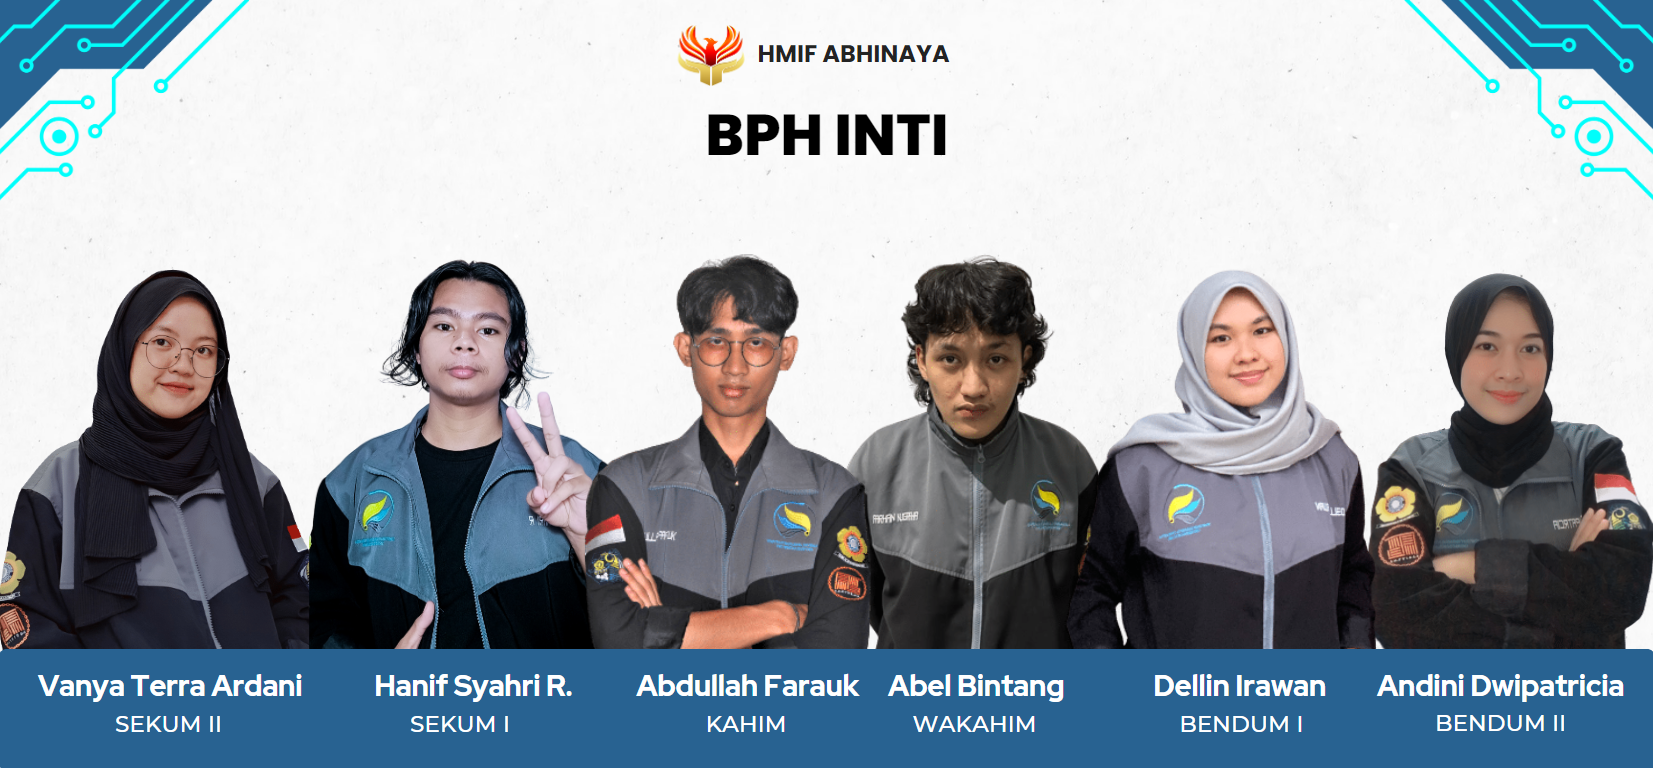 HMIF ABHINAYA
BPH INTI
Vanya Terra Ardani
SEKUM II
Hanif Syahri R.
SEKUM I
Abdullah Farauk
KAHIM
Abel Bintang
WAKAHIM
Dellin Irawan
BENDUM I
Andini Dwipatricia
BENDUM II